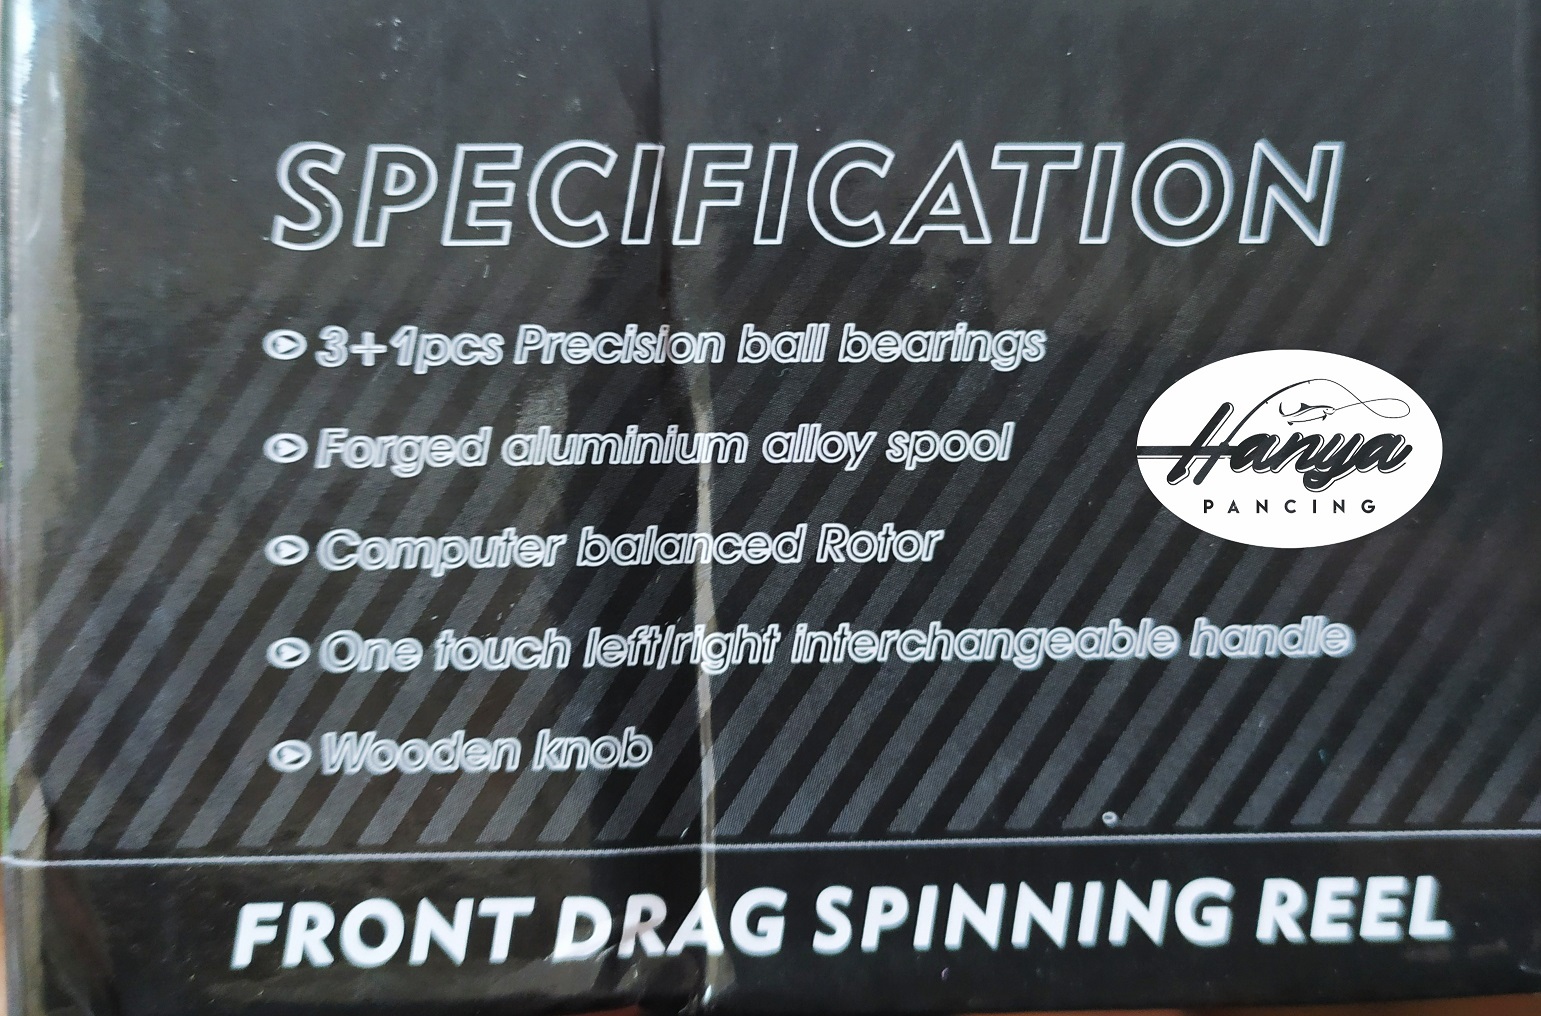 SPECIFICATION
3+1pcs Precision ball bearings
Forged aluminium alloy spool
Hanya
PANCING
Computer balanced Rotor
One touch left/right interchangeable handle
Wooden knob
FRONT DRAG SPINNING REEL